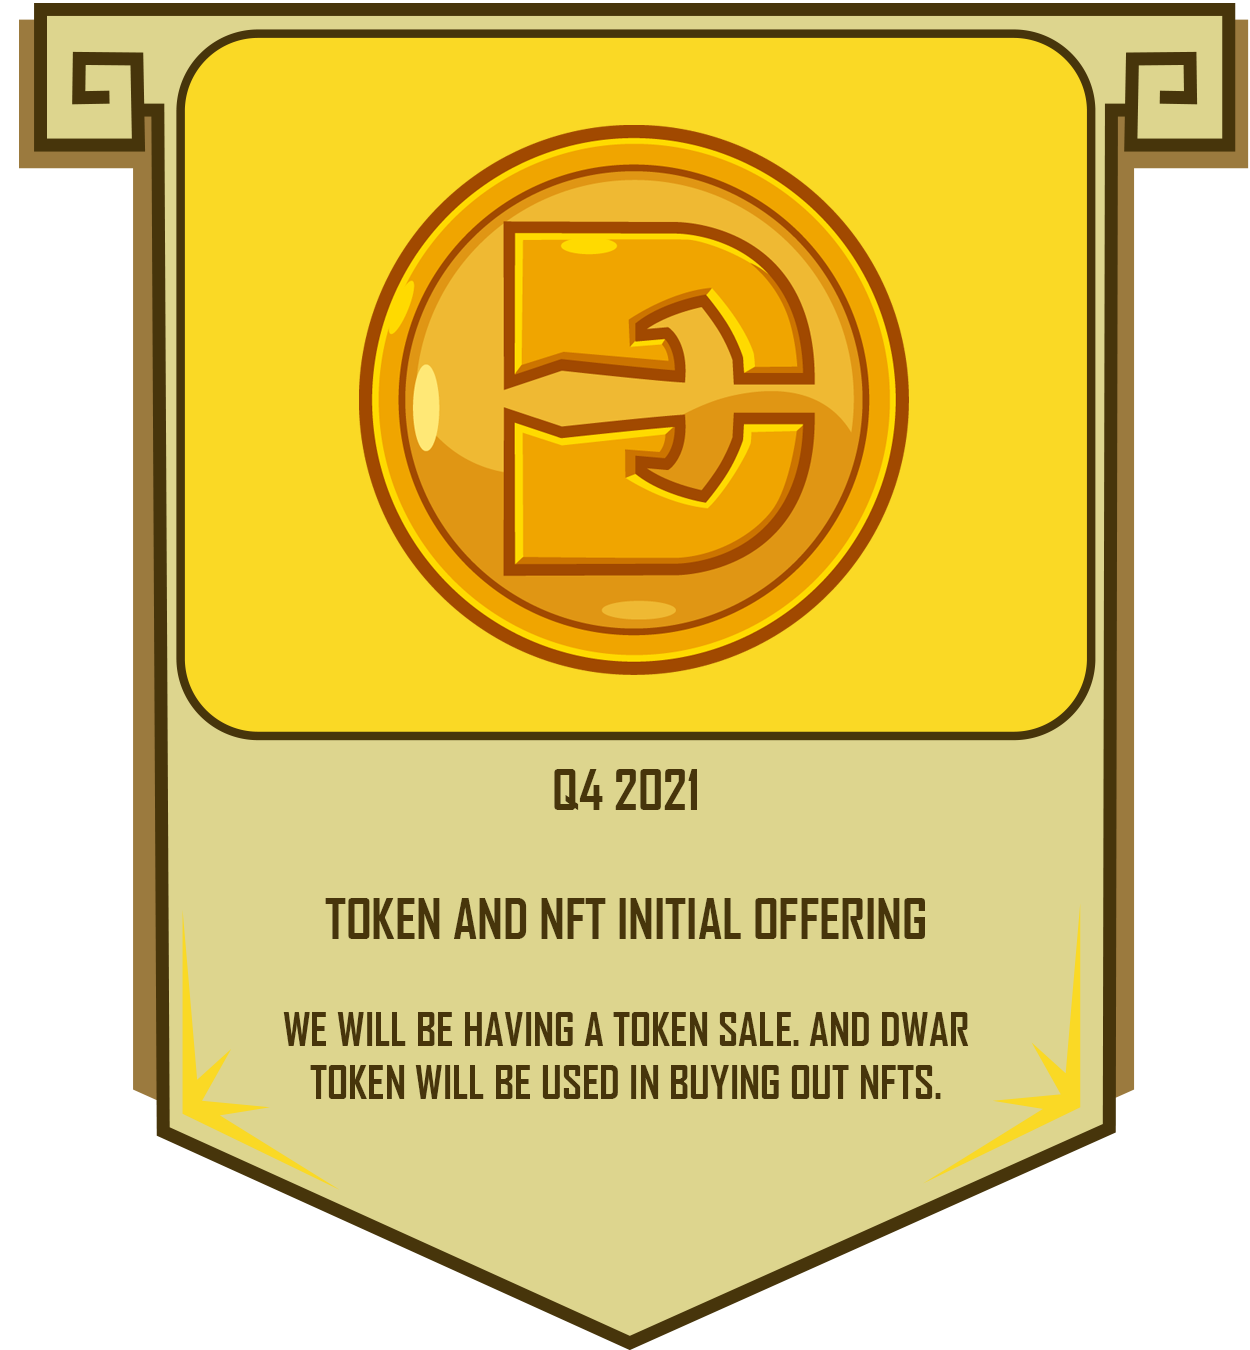 Q4 2021
TOKEN AND NFT INITIAL OFFERING
WE WILL BE HAVING A TOKEN SALE. AND DWAR
TOKEN WILL BE USED IN BUYING OUT NFTS.